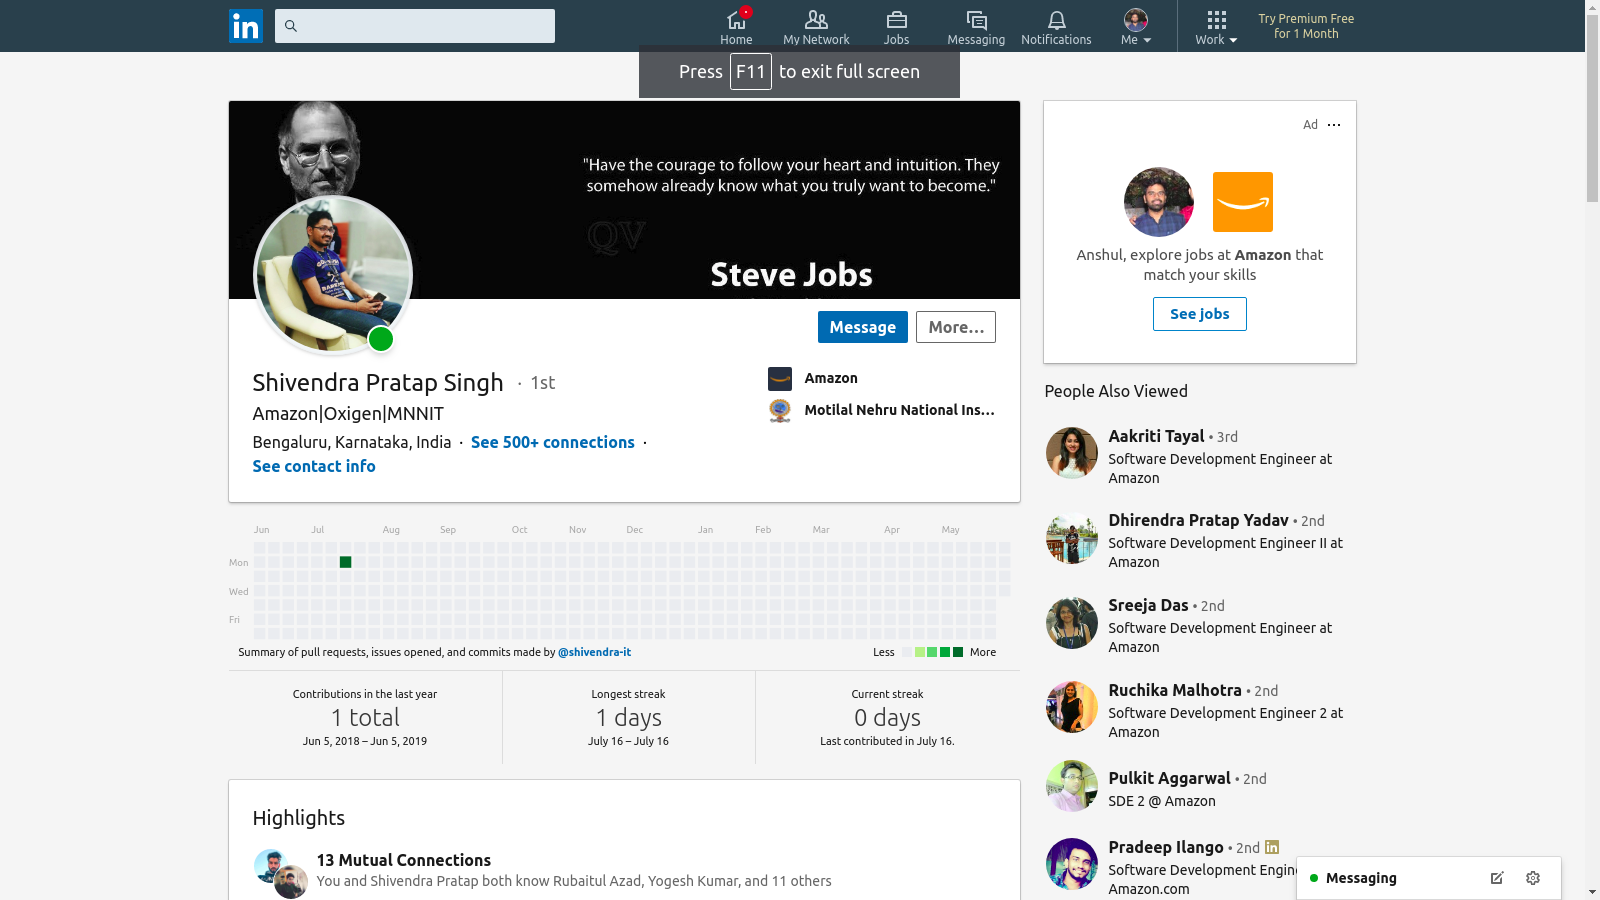 in
Home
My Network
Jobs
Messaging
Notifications
Me
Work
Try Premium Free
for 1 Month
Press F11 to exit full screen
"Have the courage to follow your heart and intuition. They
somehow already know what you truly want to become."
QV
Steve Jobs
Message
More...
Shivendra Pratap Singh · 1st
Amazon|Oxigen|MNNIT
Bengaluru, Karnataka, India · See 500+ connections ·
See contact info
Amazon
Motilal Nehru National Ins...
Jun Jul Aug Sep Oct Nov Dec Jan Feb Mar Apr May
Mon
Wed
Fri
Summary of pull requests, issues opened, and commits made by @shivendra-it
Less More
Contributions in the last year
1 total
Jun 5, 2018 – Jun 5, 2019
Longest streak
1 days
July 16 – July 16
Current streak
0 days
Last contributed in July 16.
Highlights
13 Mutual Connections
You and Shivendra Pratap both know Rubaitul Azad, Yogesh Kumar, and 11 others
Ad ...
Anshul, explore jobs at Amazon that
match your skills
See jobs
People Also Viewed
Aakriti Tayal • 3rd
Software Development Engineer at
Amazon
Dhirendra Pratap Yadav • 2nd
Software Development Engineer II at
Amazon
Sreeja Das • 2nd
Software Development Engineer at
Amazon
Ruchika Malhotra • 2nd
Software Development Engineer 2 at
Amazon
Pulkit Aggarwal • 2nd
SDE 2 @ Amazon
Pradeep Ilango • 2nd in
Software Development Engin
Amazon.com
Messaging